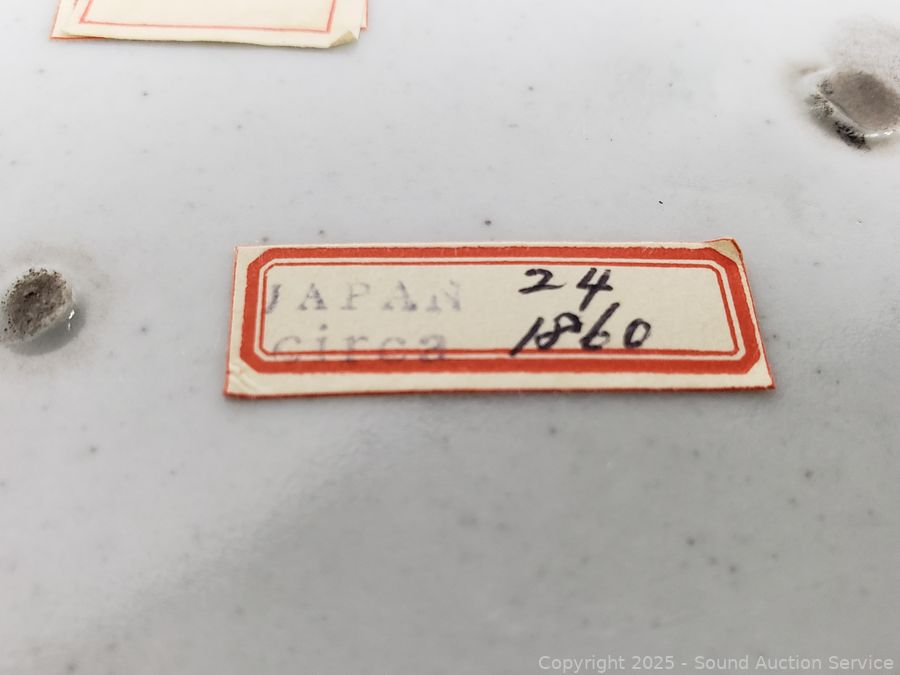 JAPAN 24
circa 1860
Copyright © 2025 - Sound Auction Service